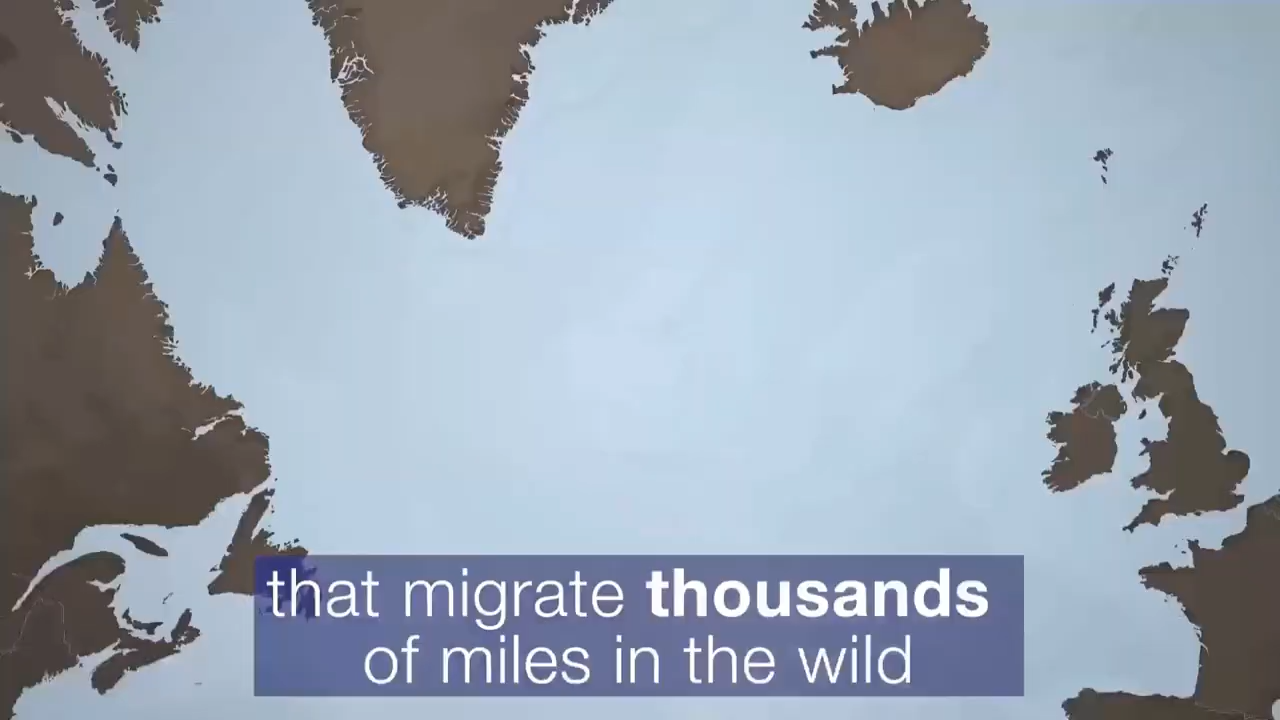 that migrate thousands
of miles in the wild